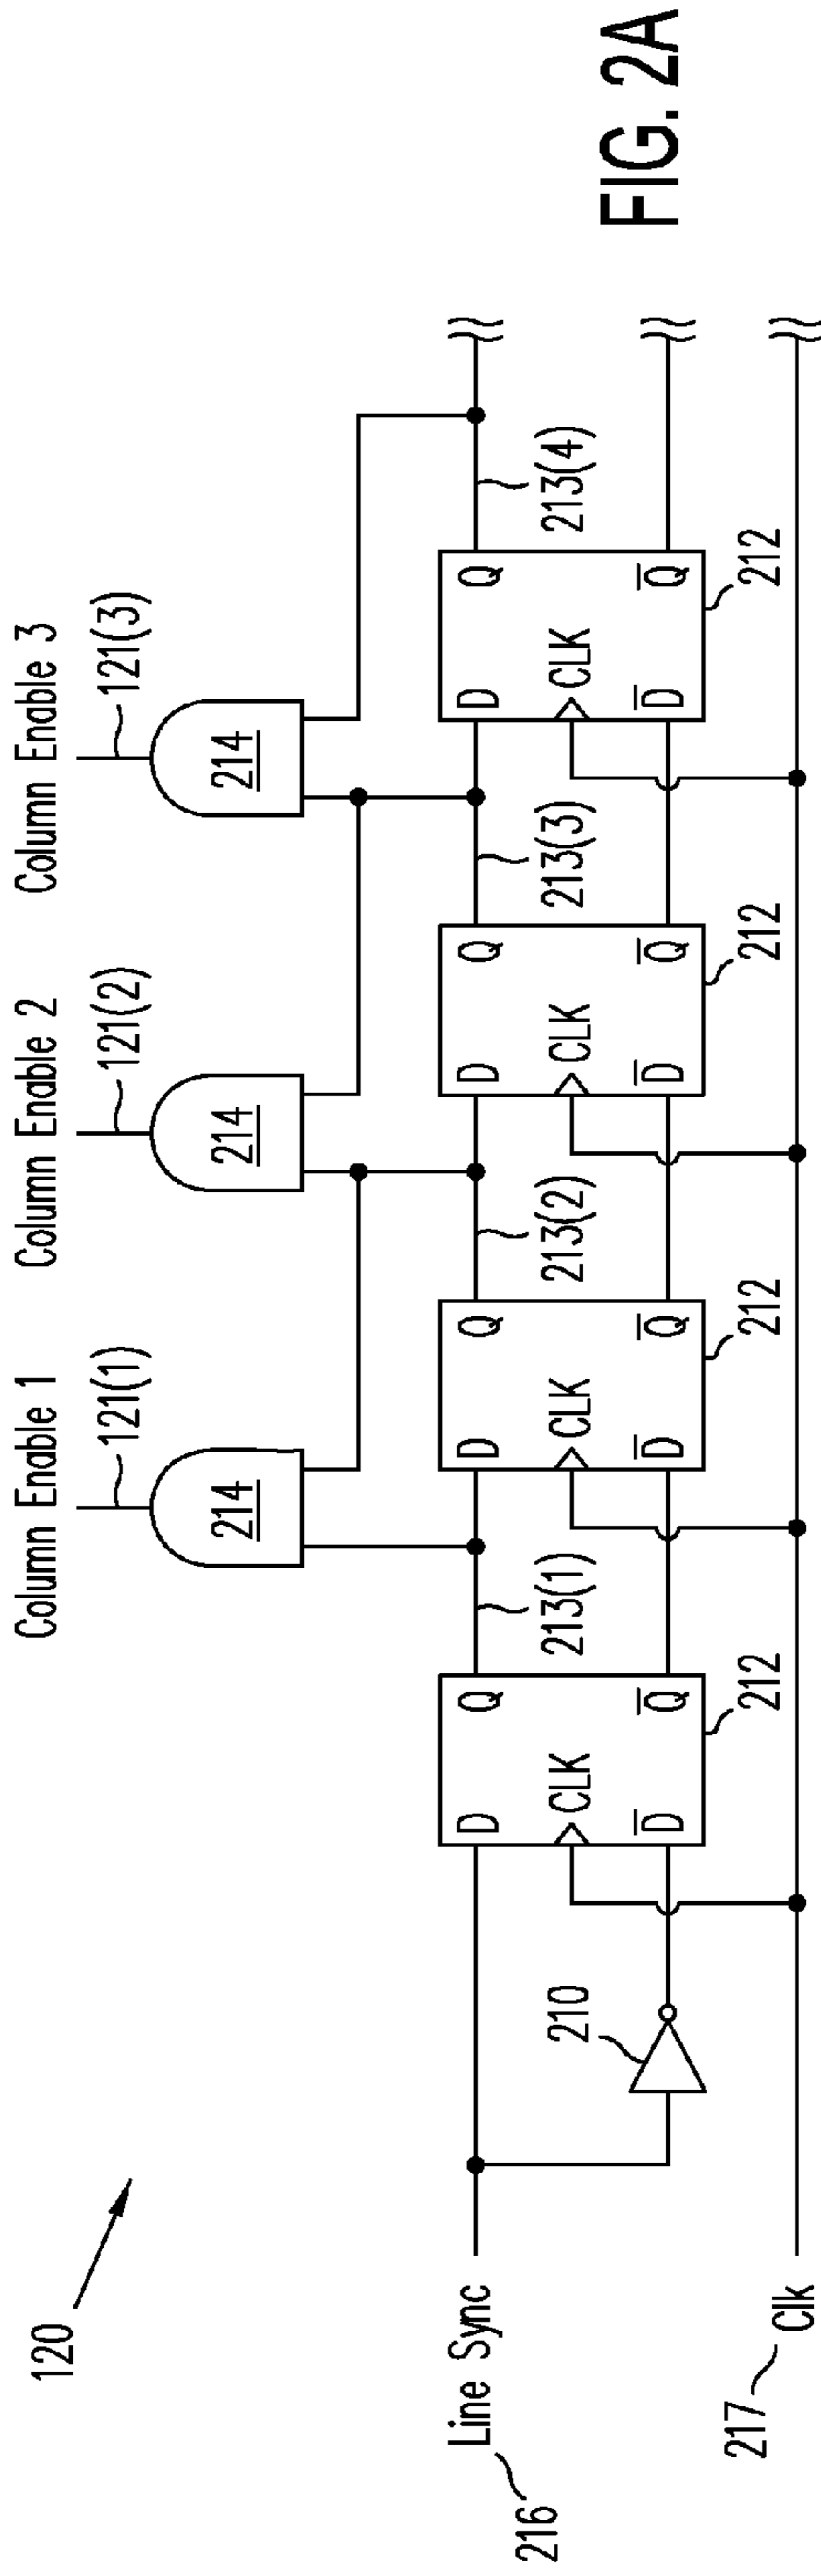 120
Column Enable 1
Column Enable 2
Column Enable 3
121(1)
121(2)
121(3)
214
214
214
Line Sync
216
D
Q
CLK
D̅
Q̅
213(1)
212
D
Q
CLK
D̅
Q̅
213(2)
212
D
Q
CLK
D̅
Q̅
213(3)
212
D
Q
CLK
D̅
Q̅
213(4)
212
210
217
Clk
FIG. 2A